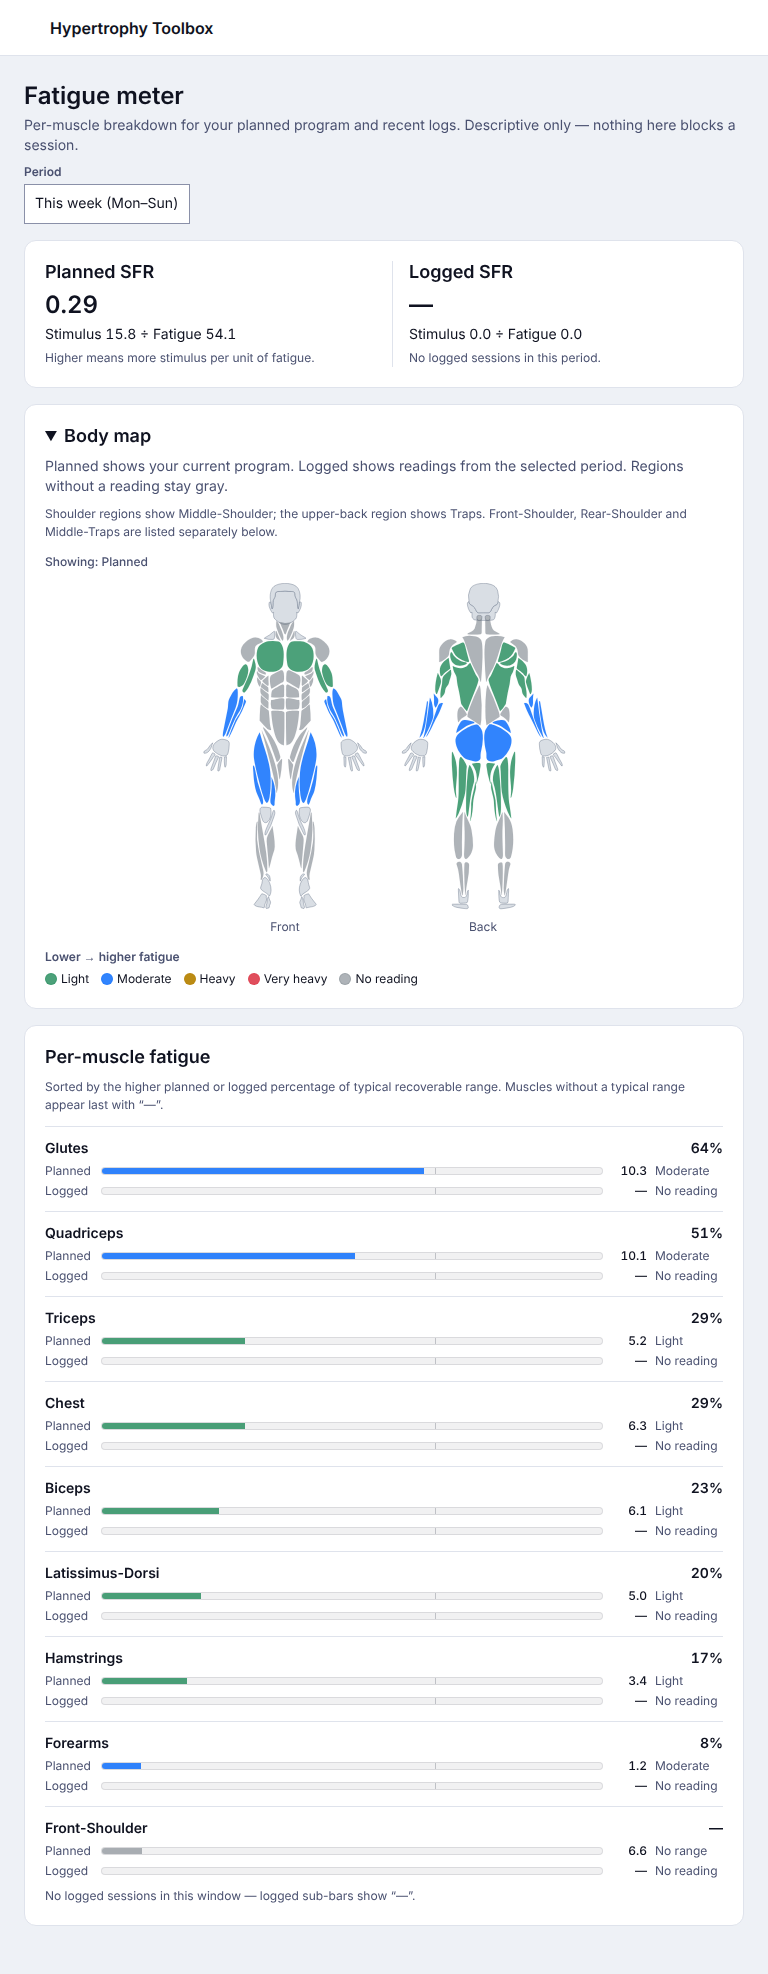 Hypertrophy Toolbox
Fatigue meter
Per-muscle breakdown for your planned program and recent logs. Descriptive only — nothing here blocks a
session.
Period
This week (Mon–Sun)
Planned SFR
0.29
Stimulus 15.8 ÷ Fatigue 54.1
Higher means more stimulus per unit of fatigue.
Logged SFR
—
Stimulus 0.0 ÷ Fatigue 0.0
No logged sessions in this period.
▼ Body map
Planned shows your current program. Logged shows readings from the selected period. Regions
without a reading stay gray.
Shoulder regions show Middle-Shoulder; the upper-back region shows Traps. Front-Shoulder, Rear-Shoulder and
Middle-Traps are listed separately below.
Showing: Planned
Front
Back
Lower → higher fatigue
Light Moderate Heavy Very heavy No reading
Per-muscle fatigue
Sorted by the higher planned or logged percentage of typical recoverable range. Muscles without a typical range
appear last with “—”.
Glutes 64%
Planned 10.3 Moderate
Logged — No reading
Quadriceps 51%
Planned 10.1 Moderate
Logged — No reading
Triceps 29%
Planned 5.2 Light
Logged — No reading
Chest 29%
Planned 6.3 Light
Logged — No reading
Biceps 23%
Planned 6.1 Light
Logged — No reading
Latissimus-Dorsi 20%
Planned 5.0 Light
Logged — No reading
Hamstrings 17%
Planned 3.4 Light
Logged — No reading
Forearms 8%
Planned 1.2 Moderate
Logged — No reading
Front-Shoulder —
Planned 6.6 No range
Logged — No reading
No logged sessions in this window — logged sub-bars show “—”.